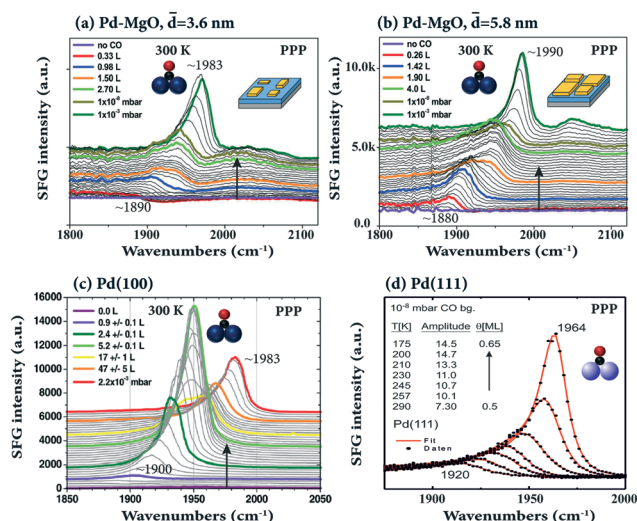 (a) Pd-MgO, d̄=3.6 nm
no CO
0.33 L
0.98 L
1.50 L
2.70 L
1x10⁻⁶ mbar
1x10⁻³ mbar
300 K
~1983
PPP
~1890
SFG intensity (a.u.)
1800 1900 2000 2100
Wavenumbers (cm⁻¹)
(b) Pd-MgO, d̄=5.8 nm
10.0k
5.0k
0.0
no CO
0.26 L
1.42 L
1.90 L
4.0 L
1x10⁻⁶ mbar
1x10⁻³ mbar
300 K
~1990
PPP
~1880
SFG intensity (a.u.)
1800 1900 2000 2100
Wavenumbers (cm⁻¹)
(c) Pd(100)
16000
14000
12000
10000
8000
6000
4000
2000
0
0.0 L
0.9 +/- 0.1 L
2.4 +/- 0.1 L
5.2 +/- 0.1 L
17 +/- 1 L
47 +/- 5 L
2.2x10⁻³ mbar
300 K
PPP
~1983
~1900
SFG intensity (a.u.)
1850 1900 1950 2000 2050
Wavenumbers (cm⁻¹)
(d) Pd(111)
10⁻⁸ mbar CO bg.
PPP
T[K] Amplitude θ[ML]
175 14.5 0.65
200 14.7
210 13.3
230 11.0
245 10.7
257 10.1
290 7.30 0.5
1964
Pd(111)
Fit
Daten
1920
SFG intensity (a.u.)
1900 1920 1940 1960 1980 2000
Wavenumber (cm⁻¹)